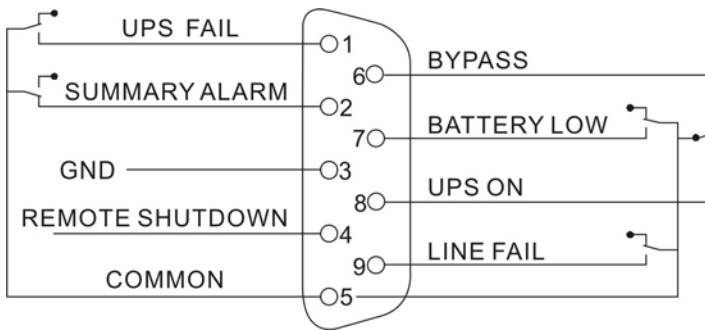 UPS FAIL
1
BYPASS
6
SUMMARY ALARM
2
BATTERY LOW
7
GND
3
UPS ON
8
REMOTE SHUTDOWN
4
LINE FAIL
9
COMMON
5